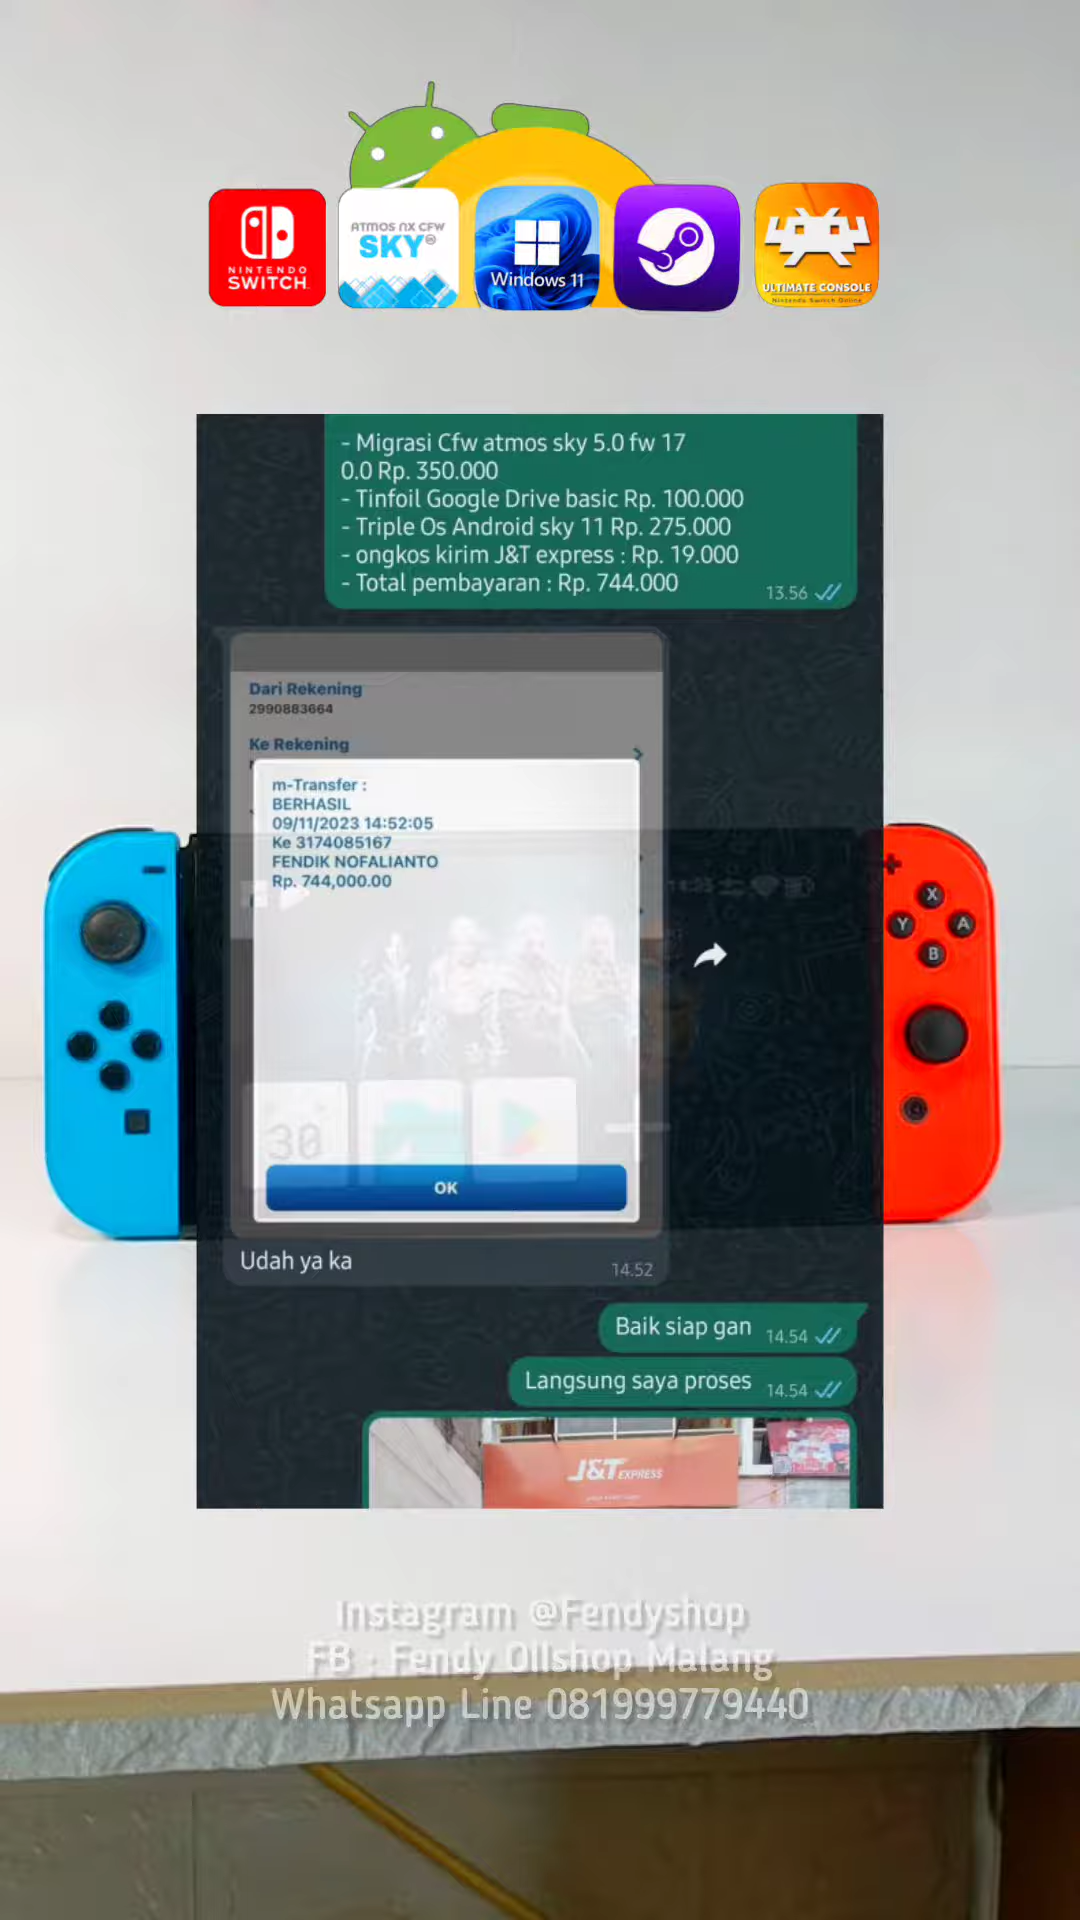 NINTENDO
SWITCH
ATMOS NX CFW
SKY
Windows 11
ULTIMATE CONSOLE
Nintendo Switch Online
- Migrasi Cfw atmos sky 5.0 fw 17
0.0 Rp. 350.000
- Tinfoil Google Drive basic Rp. 100.000
- Triple Os Android sky 11 Rp. 275.000
- ongkos kirim J&T express : Rp. 19.000
- Total pembayaran : Rp. 744.000
13.56
Dari Rekening
2990883664
Ke Rekening
m-Transfer :
BERHASIL
09/11/2023 14:52:05
Ke 3174085167
FENDIK NOFALIANTO
Rp. 744,000.00
30
OK
Udah ya ka
14.52
Baik siap gan
14.54
Langsung saya proses
14.54
J&T EXPRESS
X
Y
A
B
Instagram @Fendyshop
FB : Fendy Ollshop Malang
Whatsapp Line 081999779440